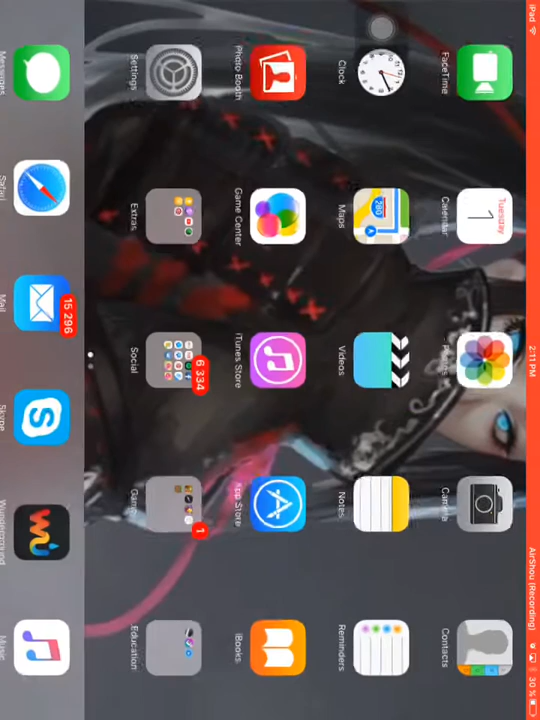 iPad 2:11 PM AirShou (Recording) 30 %
FaceTime
Tuesday
1
Calendar
Camera
Contacts
Clock
280
Maps
Videos
Notes
Reminders
Photo Booth
Game Center
iTunes Store
App Store
iBooks
Settings
Extras
6 334
Social
1
Education
Messages
Safari
15 296
Mail
Skype
Wunderground
Music